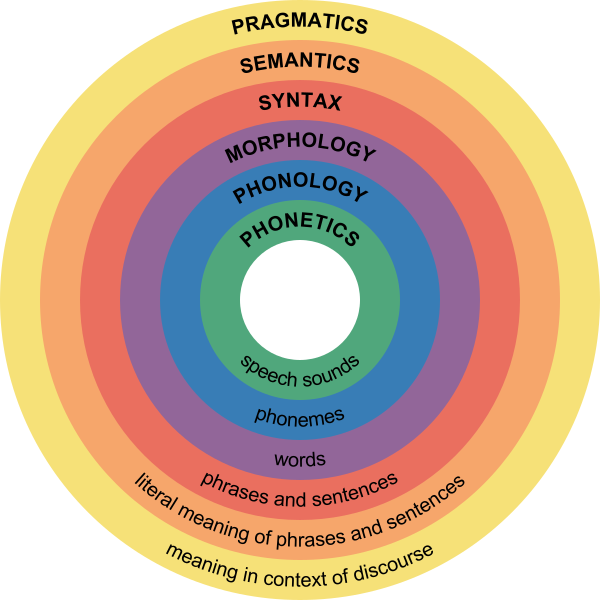 PRAGMATICS
SEMANTICS
SYNTAX
MORPHOLOGY
PHONOLOGY
PHONETICS
speech sounds
phonemes
words
phrases and sentences
literal meaning of phrases and sentences
meaning in context of discourse